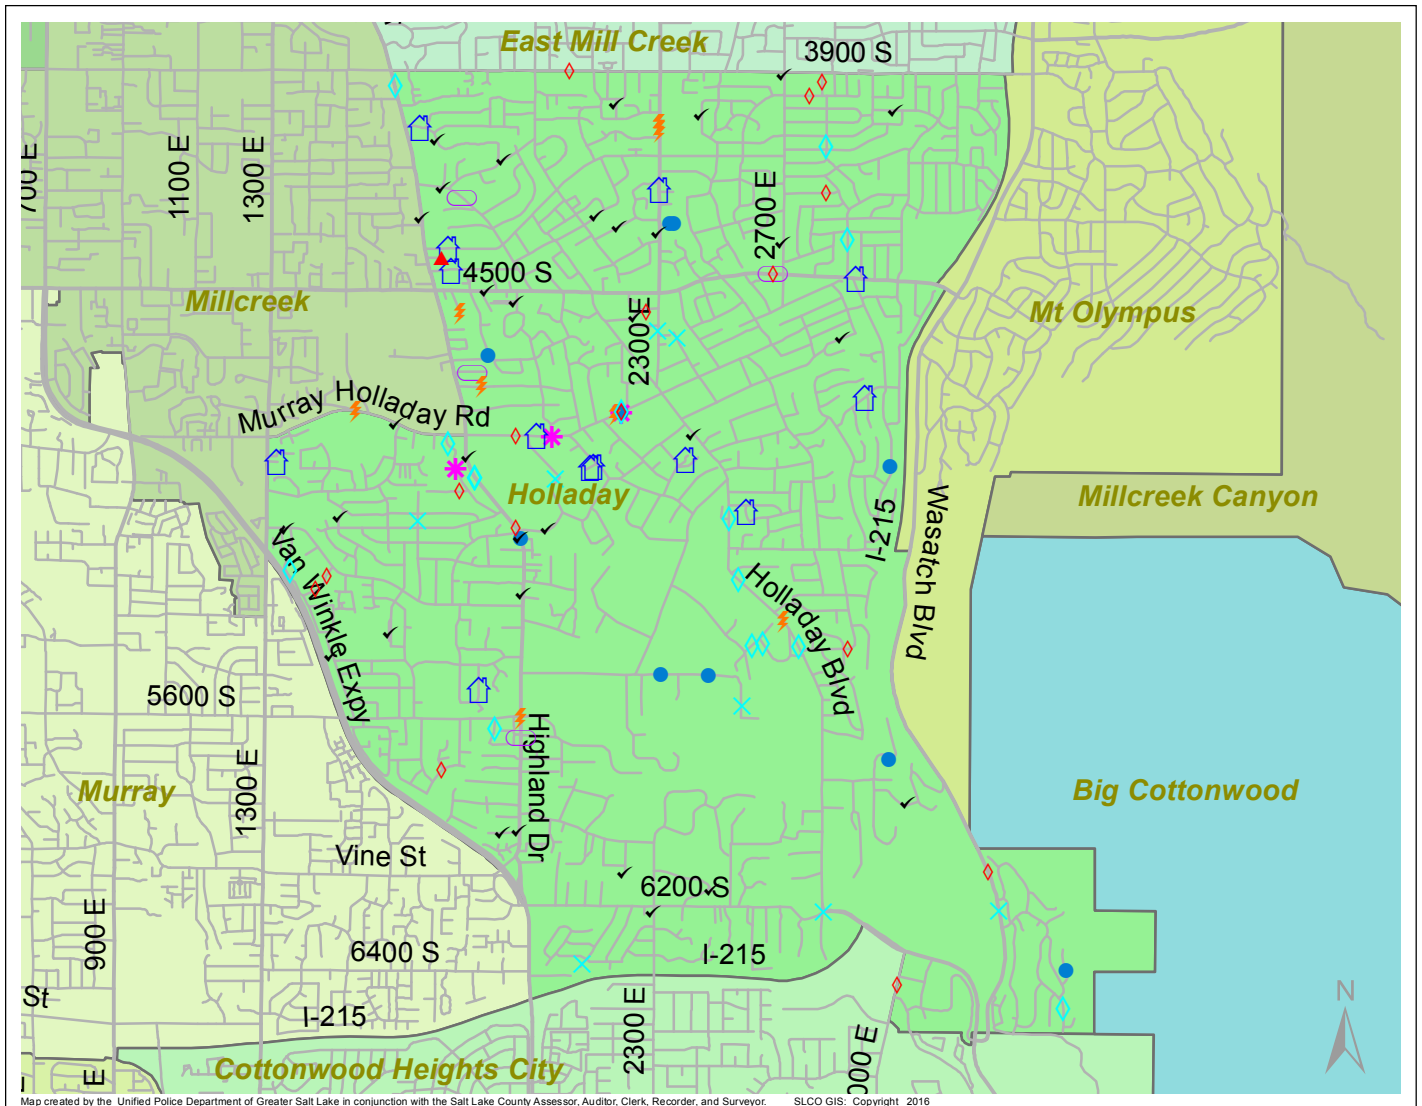 East Mill Creek
3900 S
700 E
1100 E
1300 E
2700 E
4500 S
Millcreek
2300 E
Mt Olympus
Murray Holladay Rd
Holladay
Millcreek Canyon
I-215
Wasatch Blvd
Van Winkle Expy
Holladay Blvd
5600 S
Highland Dr
Murray
1300 E
Big Cottonwood
Vine St
6200 S
900 E
6400 S
I-215
St
I-215
2300 E
000 E
N
Cottonwood Heights City
E
Map created by the Unified Police Department of Greater Salt Lake in conjunction with the Salt Lake County Assessor, Auditor, Clerk, Recorder, and Surveyor. SLCO GIS: Copyright 2016